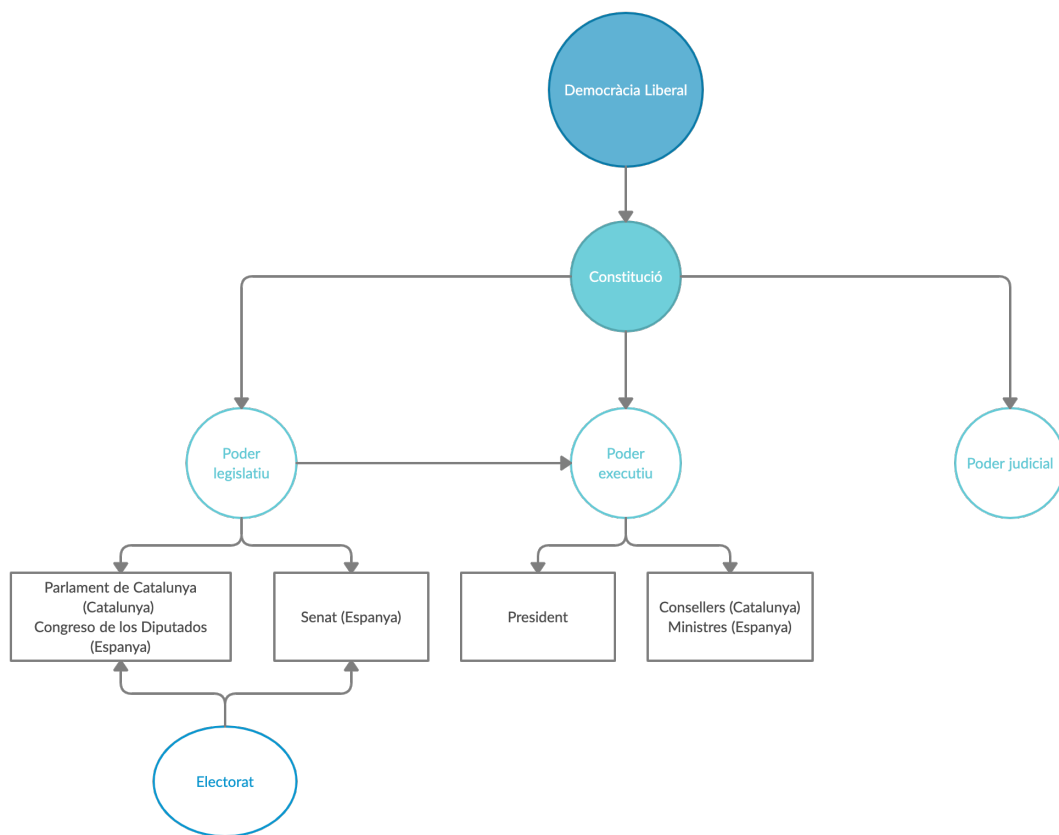 Democràcia Liberal
Constitució
Poder
legislatiu
Poder
executiu
Poder judicial
Parlament de Catalunya
(Catalunya)
Congreso de los Diputados
(Espanya)
Senat (Espanya)
President
Consellers (Catalunya)
Ministres (Espanya)
Electorat